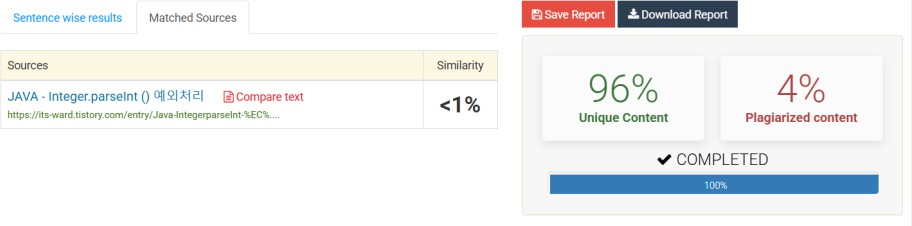 Sentence wise results
Matched Sources
Sources
Similarity
JAVA - Integer.parseInt () 예외처리
Compare text
<1%
https://its-ward.tistory.com/entry/Java-IntegerparseInt-%EC%....
Save Report
Download Report
96%
Unique Content
4%
Plagiarized content
COMPLETED
100%